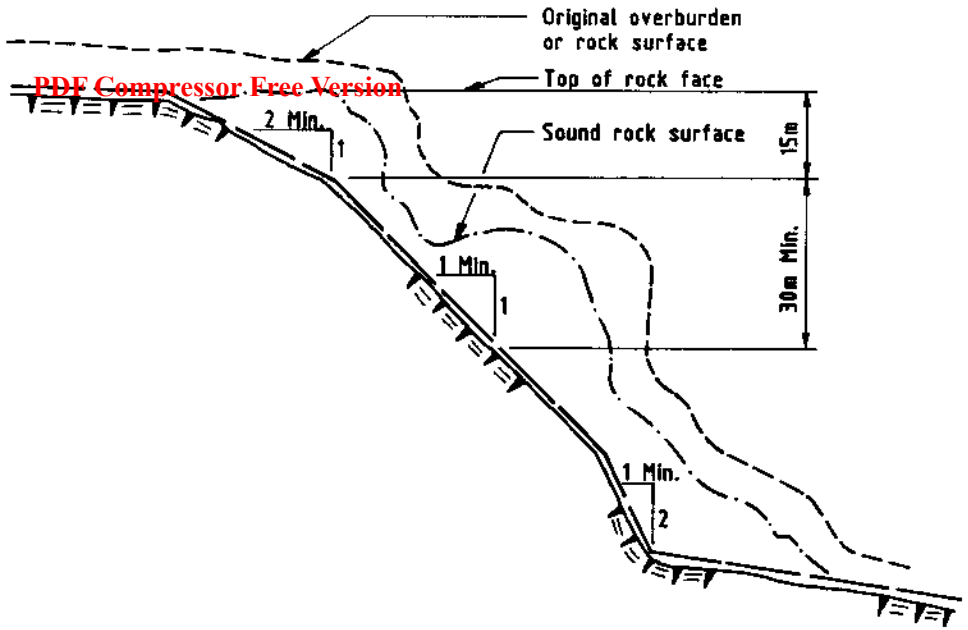 Original overburden
or rock surface
PDF Compressor Free Version
Top of rock face
2 Min.
1
Sound rock surface
15m
1 Min.
1
30m Min.
1 Min.
2